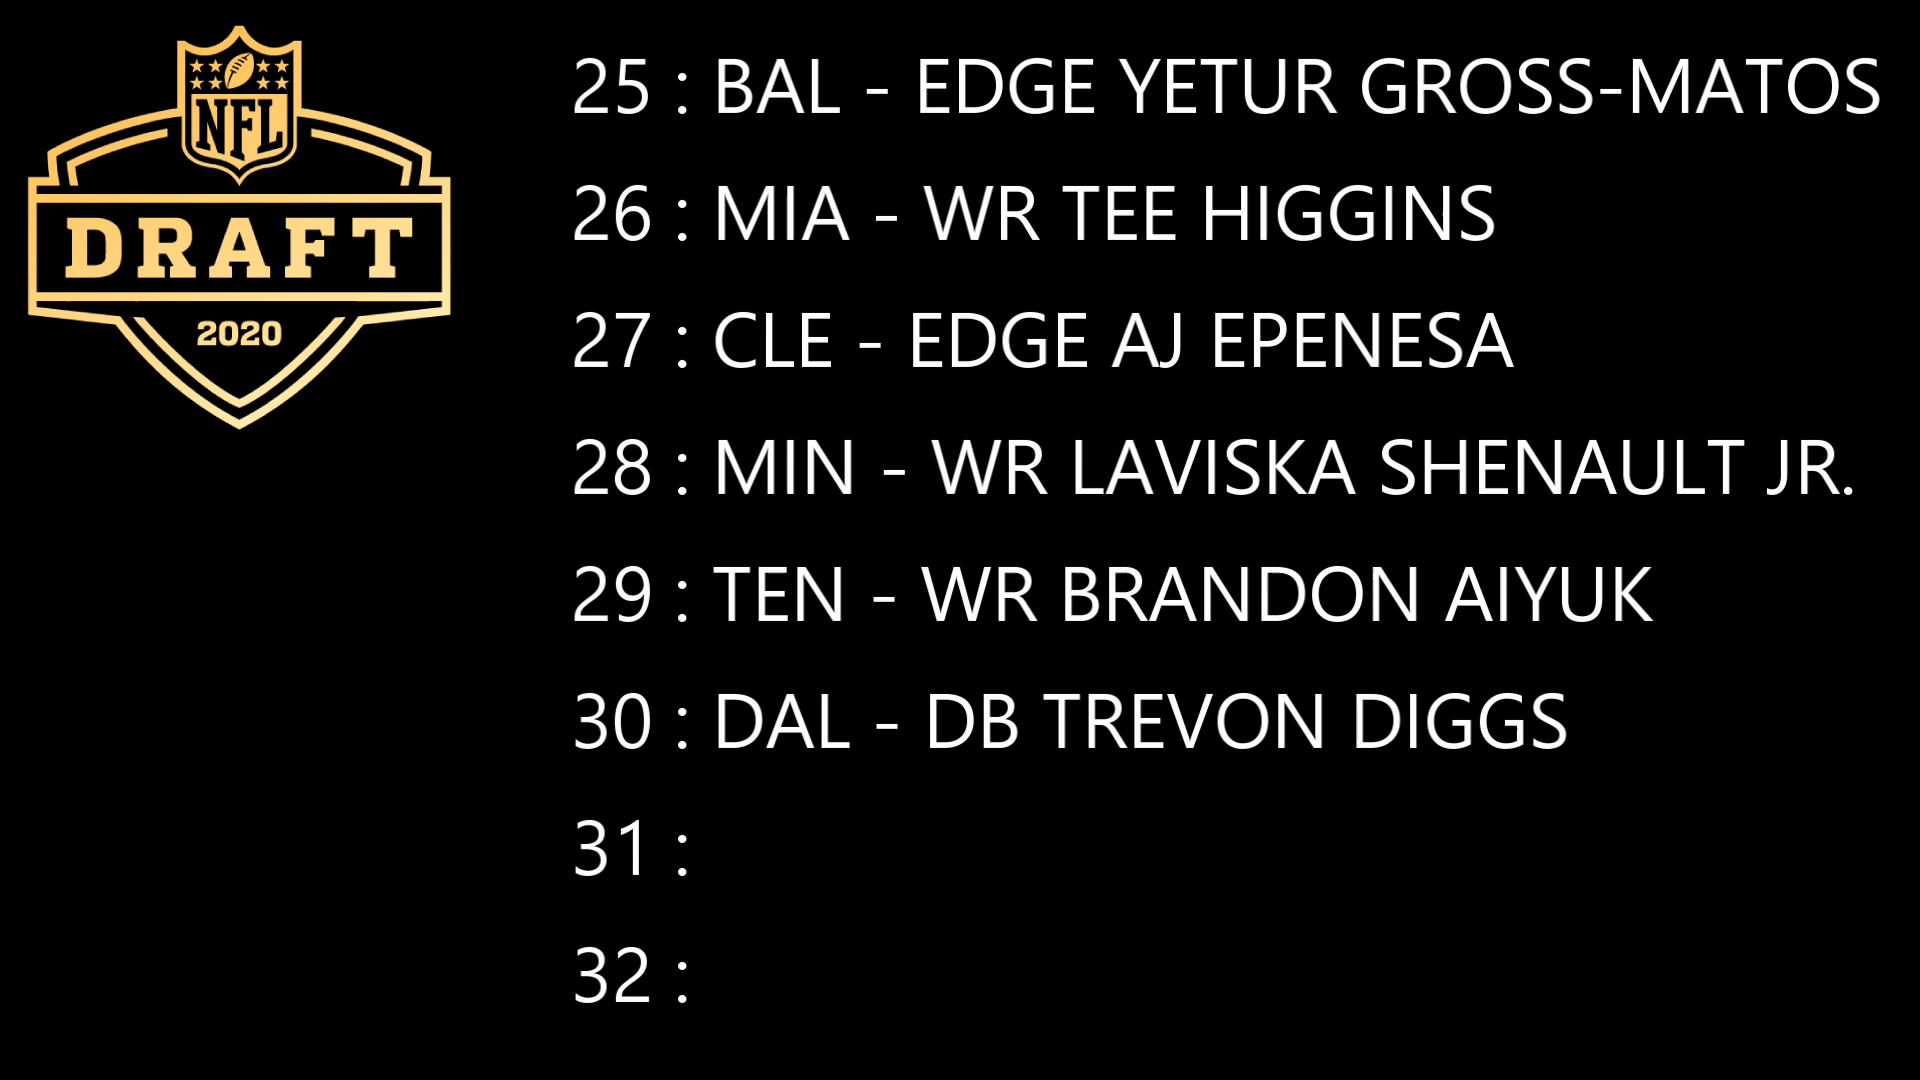 NFL
DRAFT
2020
25 : BAL - EDGE YETUR GROSS-MATOS
26 : MIA - WR TEE HIGGINS
27 : CLE - EDGE AJ EPENESA
28 : MIN - WR LAVISKA SHENAULT JR.
29 : TEN - WR BRANDON AIYUK
30 : DAL - DB TREVON DIGGS
31 :
32 :